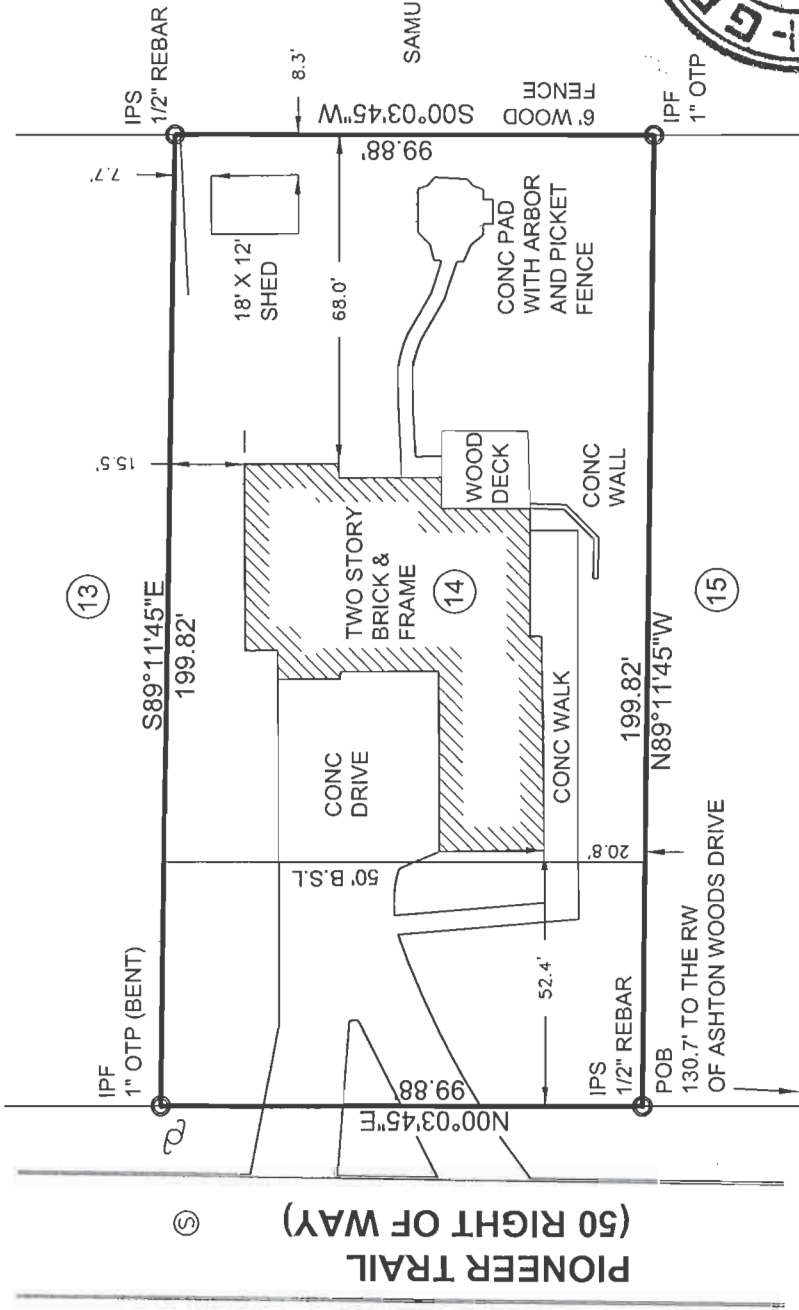 IPS
1/2" REBAR
8.3'
SAMU
7.7'
6' WOOD
FENCE
S00°03'45"W
99.88'
IPF
1" OTP
18' X 12'
SHED
68.0'
CONC PAD
WITH ARBOR
AND PICKET
FENCE
15.5'
13
S89°11'45"E
199.82'
TWO STORY
BRICK &
FRAME
14
WOOD
DECK
CONC
WALL
15
CONC
DRIVE
CONC WALK
199.82'
N89°11'45"W
50' B.S.L
20.8'
52.4'
IPF
1" OTP (BENT)
N00°03'45"E
99.88
IPS
1/2" REBAR
POB
130.7' TO THE RW
OF ASHTON WOODS DRIVE
S
PIONEER TRAIL
(50 RIGHT OF WAY)